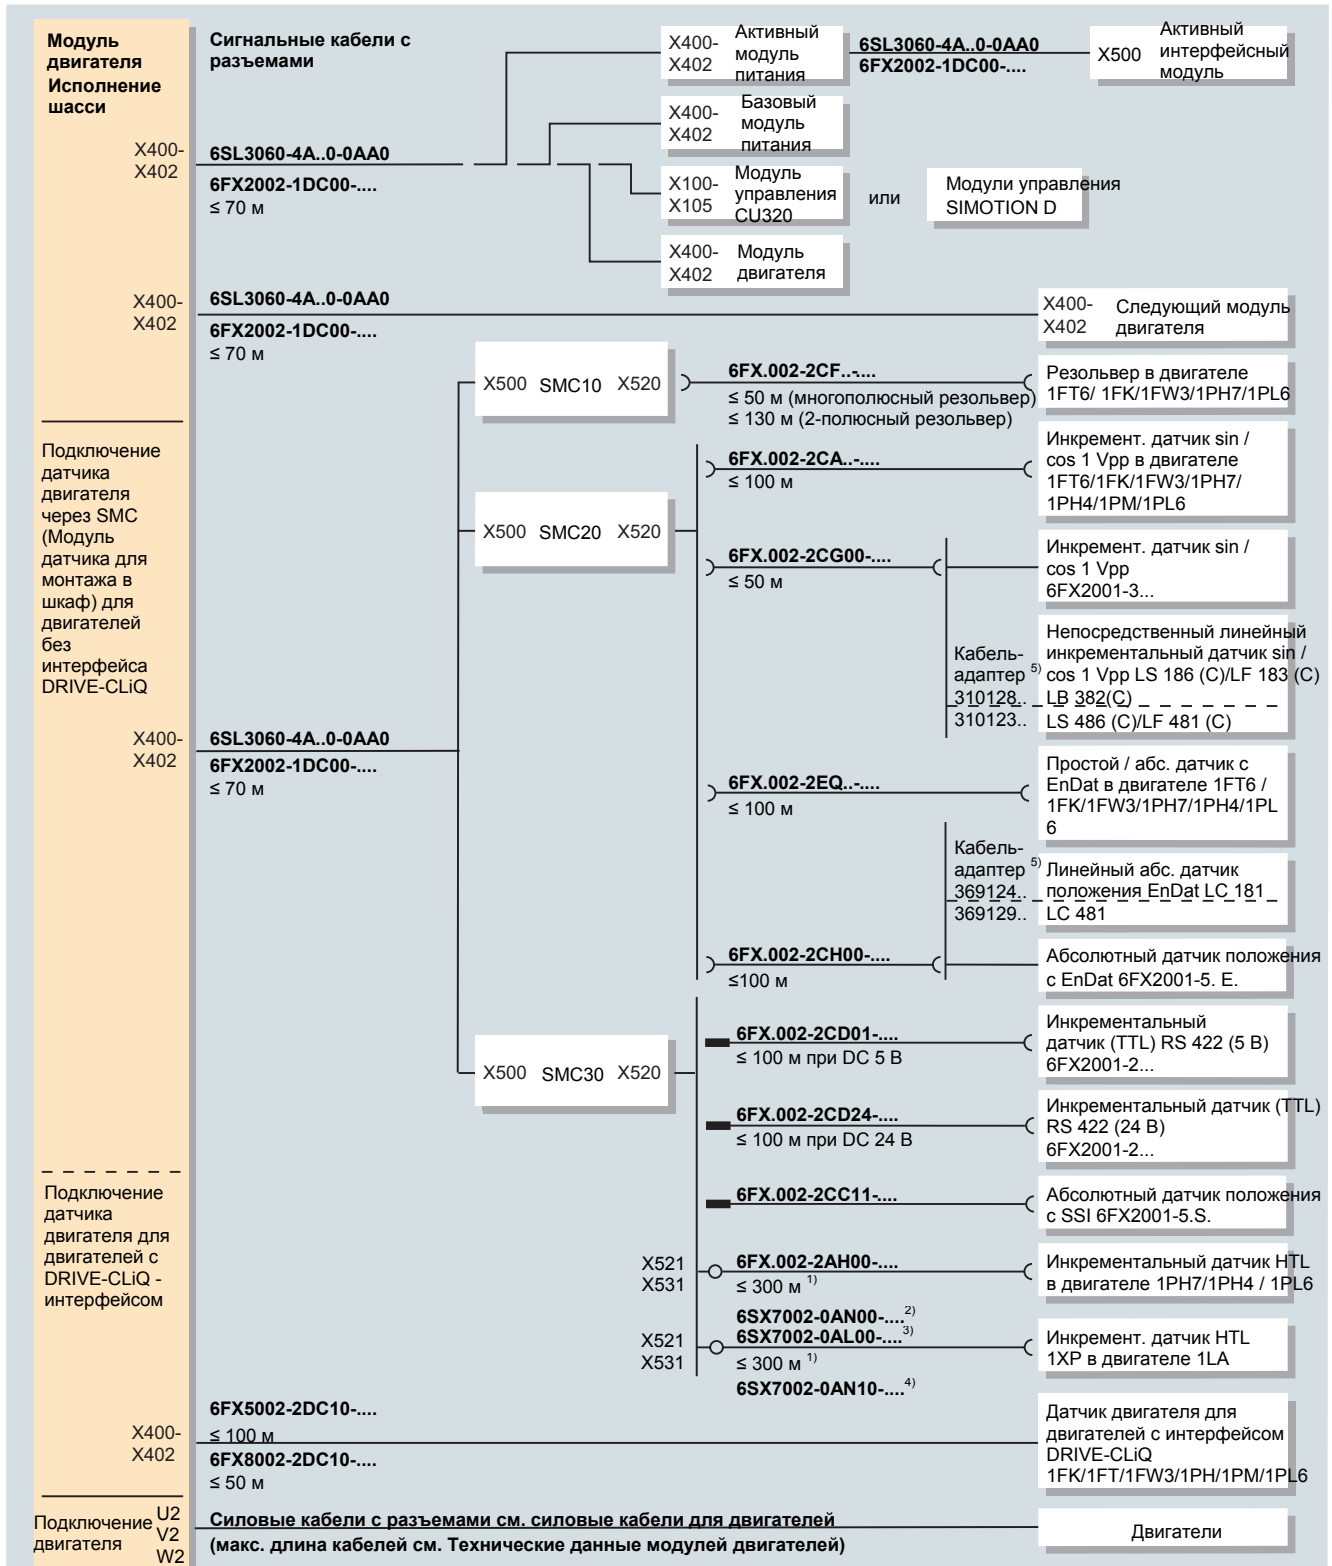 Модуль
двигателя
Исполнение
шасси
Сигнальные кабели с
разъемами
X400-
X402
Активный
модуль
питания
6SL3060-4A..0-0AA0
6FX2002-1DC00-....
X500
Активный
интерфейсный
модуль
X400-
X402
Базовый
модуль
питания
X400-
X402
6SL3060-4A..0-0AA0
6FX2002-1DC00-....
≤ 70 м
X100-
X105
Модуль
управления
CU320
или
Модули управления
SIMOTION D
X400-
X402
Модуль
двигателя
X400-
X402
6SL3060-4A..0-0AA0
6FX2002-1DC00-....
≤ 70 м
X400-
X402
Следующий модуль
двигателя
X500 SMC10 X520
6FX.002-2CF..-....
≤ 50 м (многополюсный резольвер)
≤ 130 м (2-полюсный резольвер)
Резольвер в двигателе
1FT6/ 1FK/1FW3/1PH7/1PL6
Подключение
датчика
двигателя
через SMC
(Модуль
датчика для
монтажа в
шкаф) для
двигателей
без
интерфейса
DRIVE-CLiQ
X500 SMC20 X520
6FX.002-2CA..-....
≤ 100 м
Инкремент. датчик sin /
cos 1 Vpp в двигателе
1FT6/1FK/1FW3/1PH7/
1PH4/1PM/1PL6
6FX.002-2CG00-....
≤ 50 м
Инкремент. датчик sin /
cos 1 Vpp
6FX2001-3...
Кабель-
адаптер 5)
310128..
310123..
Непосредственный линейный
инкрементальный датчик sin /
cos 1 Vpp LS 186 (C)/LF 183 (C)
LB 382(C)
LS 486 (C)/LF 481 (C)
X400-
X402
6SL3060-4A..0-0AA0
6FX2002-1DC00-....
≤ 70 м
6FX.002-2EQ..-....
≤ 100 м
Простой / абс. датчик с
EnDat в двигателе 1FT6 /
1FK/1FW3/1PH7/1PH4/1PL
6
Кабель-
адаптер 5)
369124..
369129..
Линейный абс. датчик
положения EnDat LC 181
LC 481
6FX.002-2CH00-....
≤100 м
Абсолютный датчик положения
с EnDat 6FX2001-5. E.
X500 SMC30 X520
6FX.002-2CD01-....
≤ 100 м при DC 5 В
Инкрементальный
датчик (TTL) RS 422 (5 В)
6FX2001-2...
6FX.002-2CD24-....
≤ 100 м при DC 24 В
Инкрементальный датчик (TTL)
RS 422 (24 В)
6FX2001-2...
Подключение
датчика
двигателя для
двигателей с
DRIVE-CLiQ -
интерфейсом
6FX.002-2CC11-....
Абсолютный датчик положения
с SSI 6FX2001-5.S.
X521
X531
6FX.002-2AH00-....
≤ 300 м 1)
6SX7002-0AN00-....2)
Инкрементальный датчик HTL
в двигателе 1PH7/1PH4 / 1PL6
X521
X531
6SX7002-0AL00-....3)
≤ 300 м 1)
6SX7002-0AN10-....4)
Инкремент. датчик HTL
1XP в двигателе 1LA
X400-
X402
6FX5002-2DC10-....
≤ 100 м
6FX8002-2DC10-....
≤ 50 м
Датчик двигателя для
двигателей с интерфейсом
DRIVE-CLiQ
1FK/1FT/1FW3/1PH/1PM/1PL6
Подключение
двигателя
U2
V2
W2
Силовые кабели с разъемами см. силовые кабели для двигателей
(макс. длина кабелей см. Технические данные модулей двигателей)
Двигатели